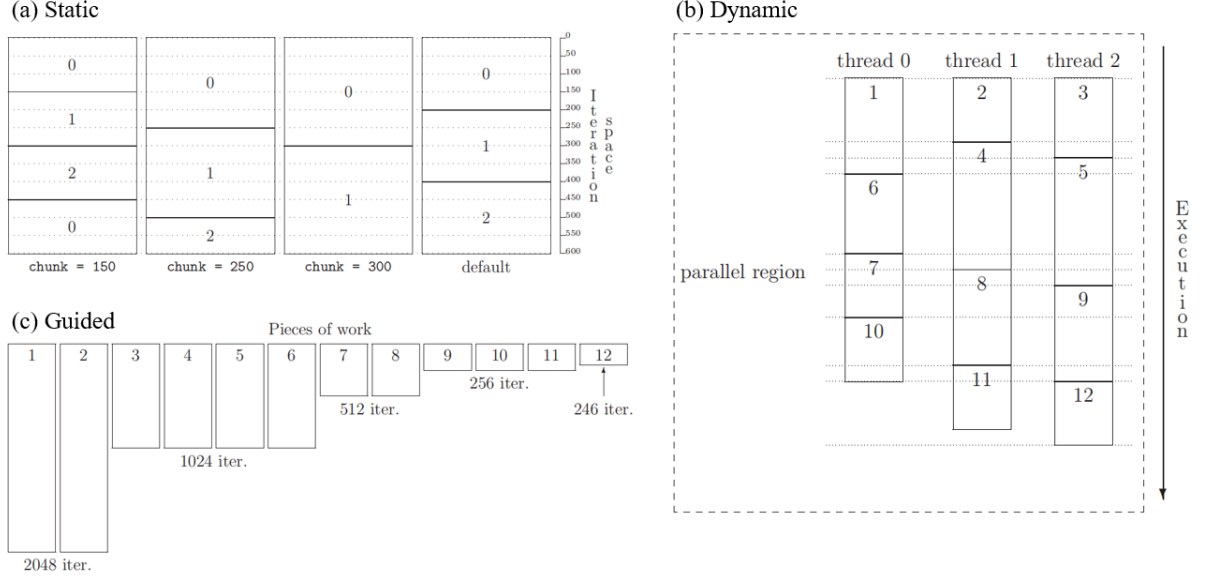 (a) Static
0
1
2
0
chunk = 150
0
1
2
chunk = 250
0
1
chunk = 300
0
1
2
default
0
50
100
150
200
250
300
350
400
450
500
550
600
Iteration
space
(b) Dynamic
thread 0 thread 1 thread 2
1 2 3
4
5
6
7
8
9
10
11
12
parallel region
Execution
(c) Guided
Pieces of work
1 2 3 4 5 6 7 8 9 10 11 12
256 iter.
512 iter.
246 iter.
1024 iter.
2048 iter.